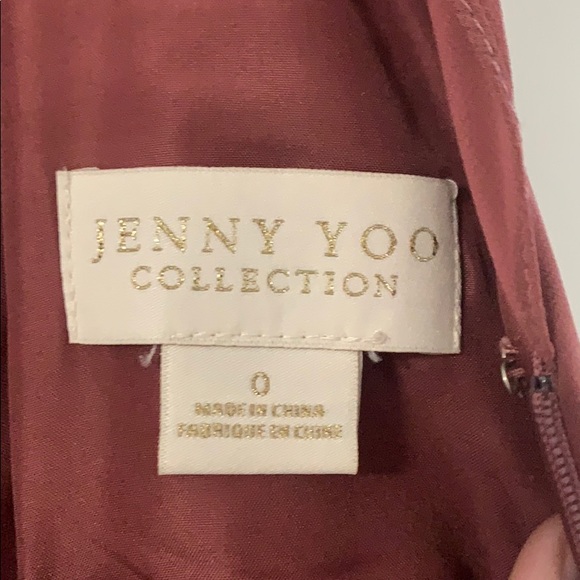 JENNY YOO
COLLECTION
0
MADE IN CHINA
FABRIQUE EN CHINE